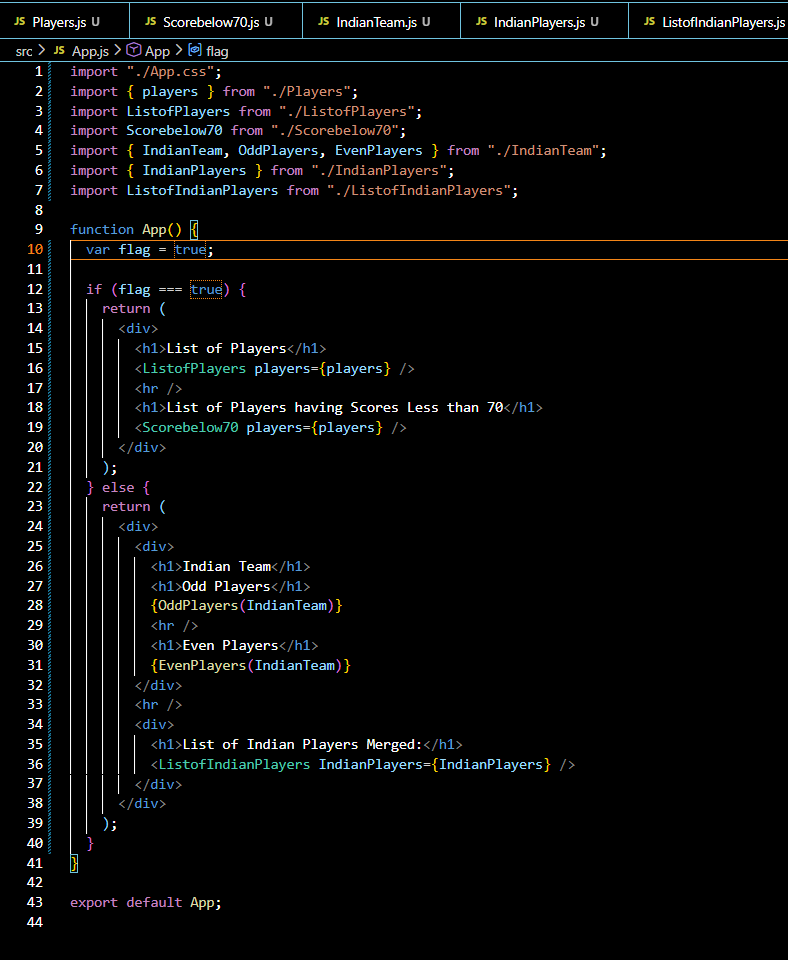 JS Players.js U JS Scorebelow70.js U JS IndianTeam.js U JS IndianPlayers.js U JS ListofIndianPlayers.js
src > JS App.js > App > flag
1 import "./App.css";
2 import { players } from "./Players";
3 import ListofPlayers from "./ListofPlayers";
4 import Scorebelow70 from "./Scorebelow70";
5 import { IndianTeam, OddPlayers, EvenPlayers } from "./IndianTeam";
6 import { IndianPlayers } from "./IndianPlayers";
7 import ListofIndianPlayers from "./ListofIndianPlayers";
8
9 function App() {
10 var flag = true;
11
12 if (flag === true) {
13 return (
14 <div>
15 <h1>List of Players</h1>
16 <ListofPlayers players={players} />
17 <hr />
18 <h1>List of Players having Scores Less than 70</h1>
19 <Scorebelow70 players={players} />
20 </div>
21 );
22 } else {
23 return (
24 <div>
25 <div>
26 <h1>Indian Team</h1>
27 <h1>Odd Players</h1>
28 {OddPlayers(IndianTeam)}
29 <hr />
30 <h1>Even Players</h1>
31 {EvenPlayers(IndianTeam)}
32 </div>
33 <hr />
34 <div>
35 <h1>List of Indian Players Merged:</h1>
36 <ListofIndianPlayers IndianPlayers={IndianPlayers} />
37 </div>
38 </div>
39 );
40 }
41 }
42
43 export default App;
44